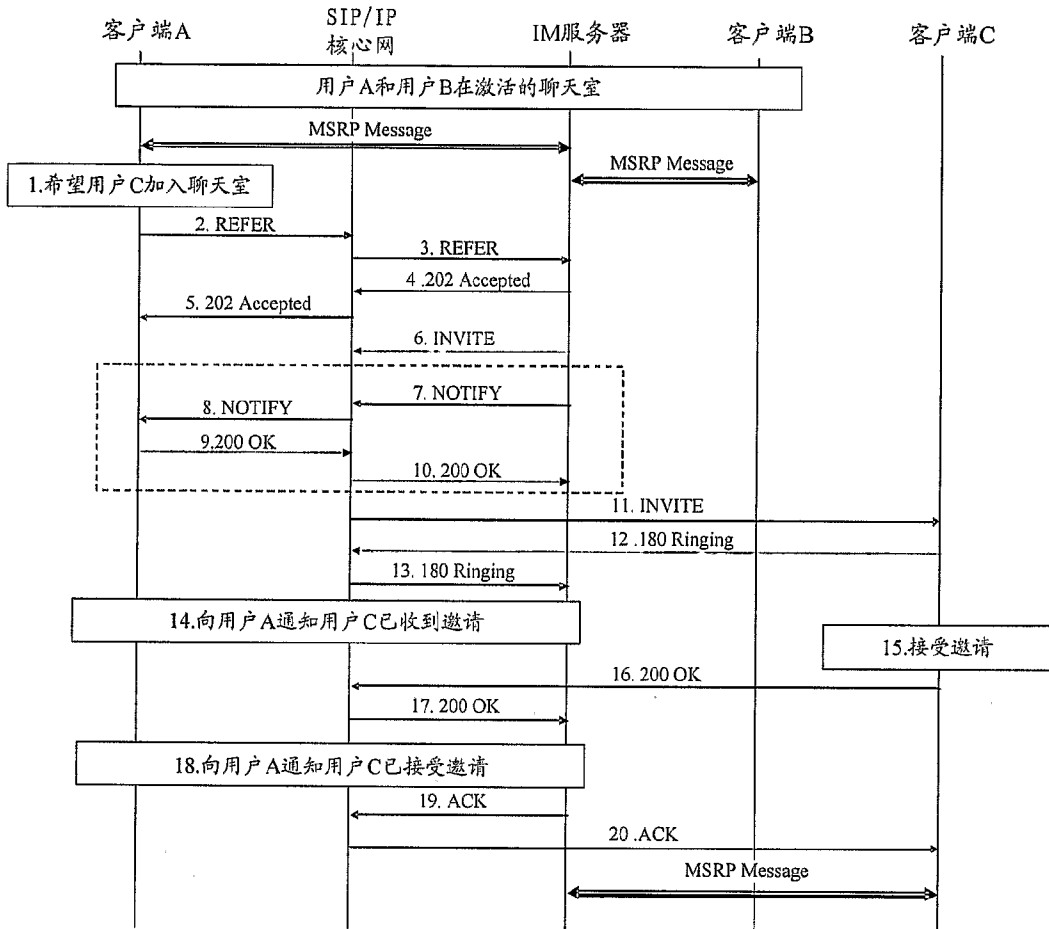 客户端A
SIP/IP
核心网
IM服务器
客户端B
客户端C
用户A和用户B在激活的聊天室
MSRP Message
MSRP Message
1.希望用户C加入聊天室
2. REFER
3. REFER
4 .202 Accepted
5. 202 Accepted
6. INVITE
7. NOTIFY
8. NOTIFY
9.200 OK
10. 200 OK
11. INVITE
12 .180 Ringing
13. 180 Ringing
14.向用户A通知用户C已收到邀请
15.接受邀请
16. 200 OK
17. 200 OK
18.向用户A通知用户C已接受邀请
19. ACK
20 .ACK
MSRP Message